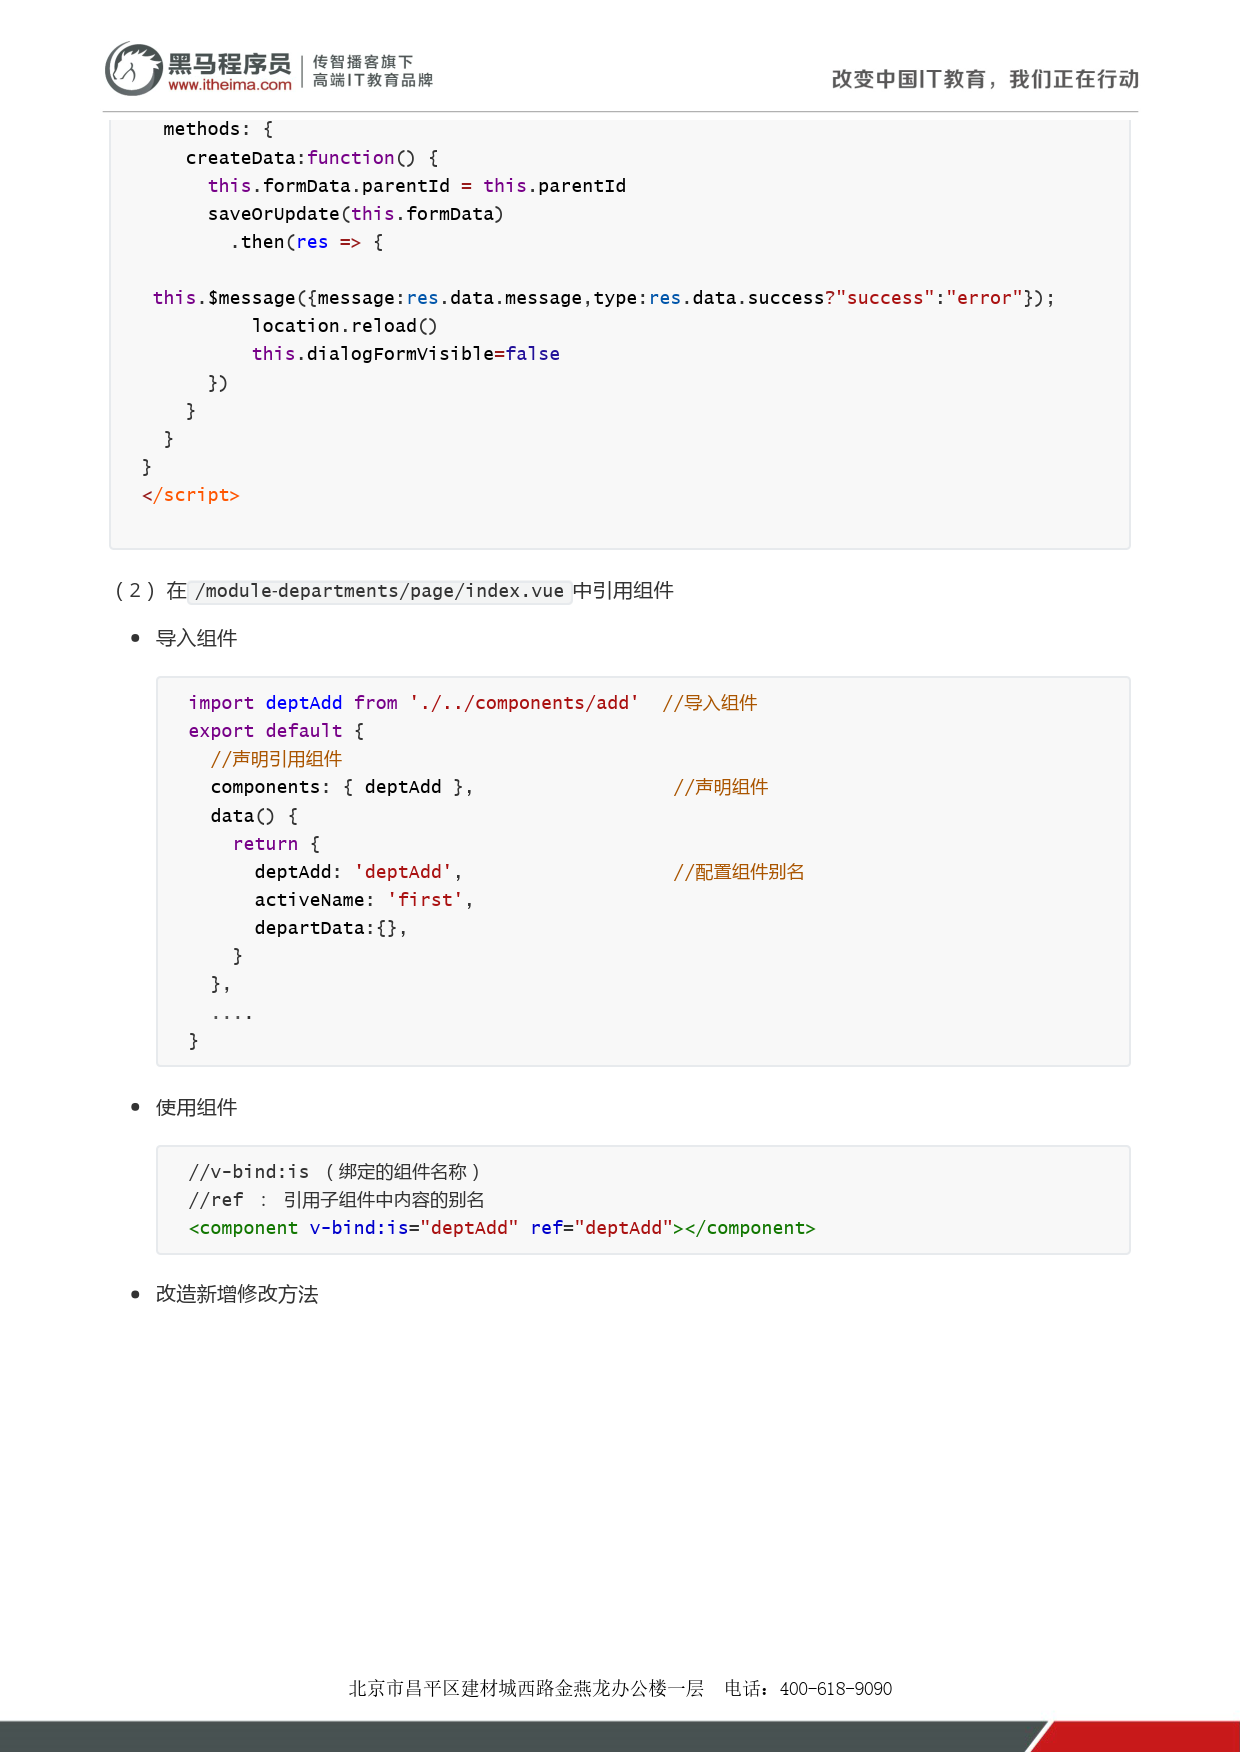 黑马程序员
www.itheima.com
传智播客旗下
高端IT教育品牌
改变中国IT教育，我们正在行动
methods: {
createData:function() {
this.formData.parentId = this.parentId
saveOrUpdate(this.formData)
.then(res => {
this.$message({message:res.data.message,type:res.data.success?"success":"error"});
location.reload()
this.dialogFormVisible=false
})
}
}
}
</script>
（2）在 /module-departments/page/index.vue 中引用组件
导入组件
import deptAdd from './../components/add'  //导入组件
export default {
//声明引用组件
components: { deptAdd },                  //声明组件
data() {
return {
deptAdd: 'deptAdd',                   //配置组件别名
activeName: 'first',
departData:{},
}
},
....
}
使用组件
//v-bind:is （绑定的组件名称）
//ref ： 引用子组件中内容的别名
<component v-bind:is="deptAdd" ref="deptAdd"></component>
改造新增修改方法
北京市昌平区建材城西路金燕龙办公楼一层 电话：400-618-9090